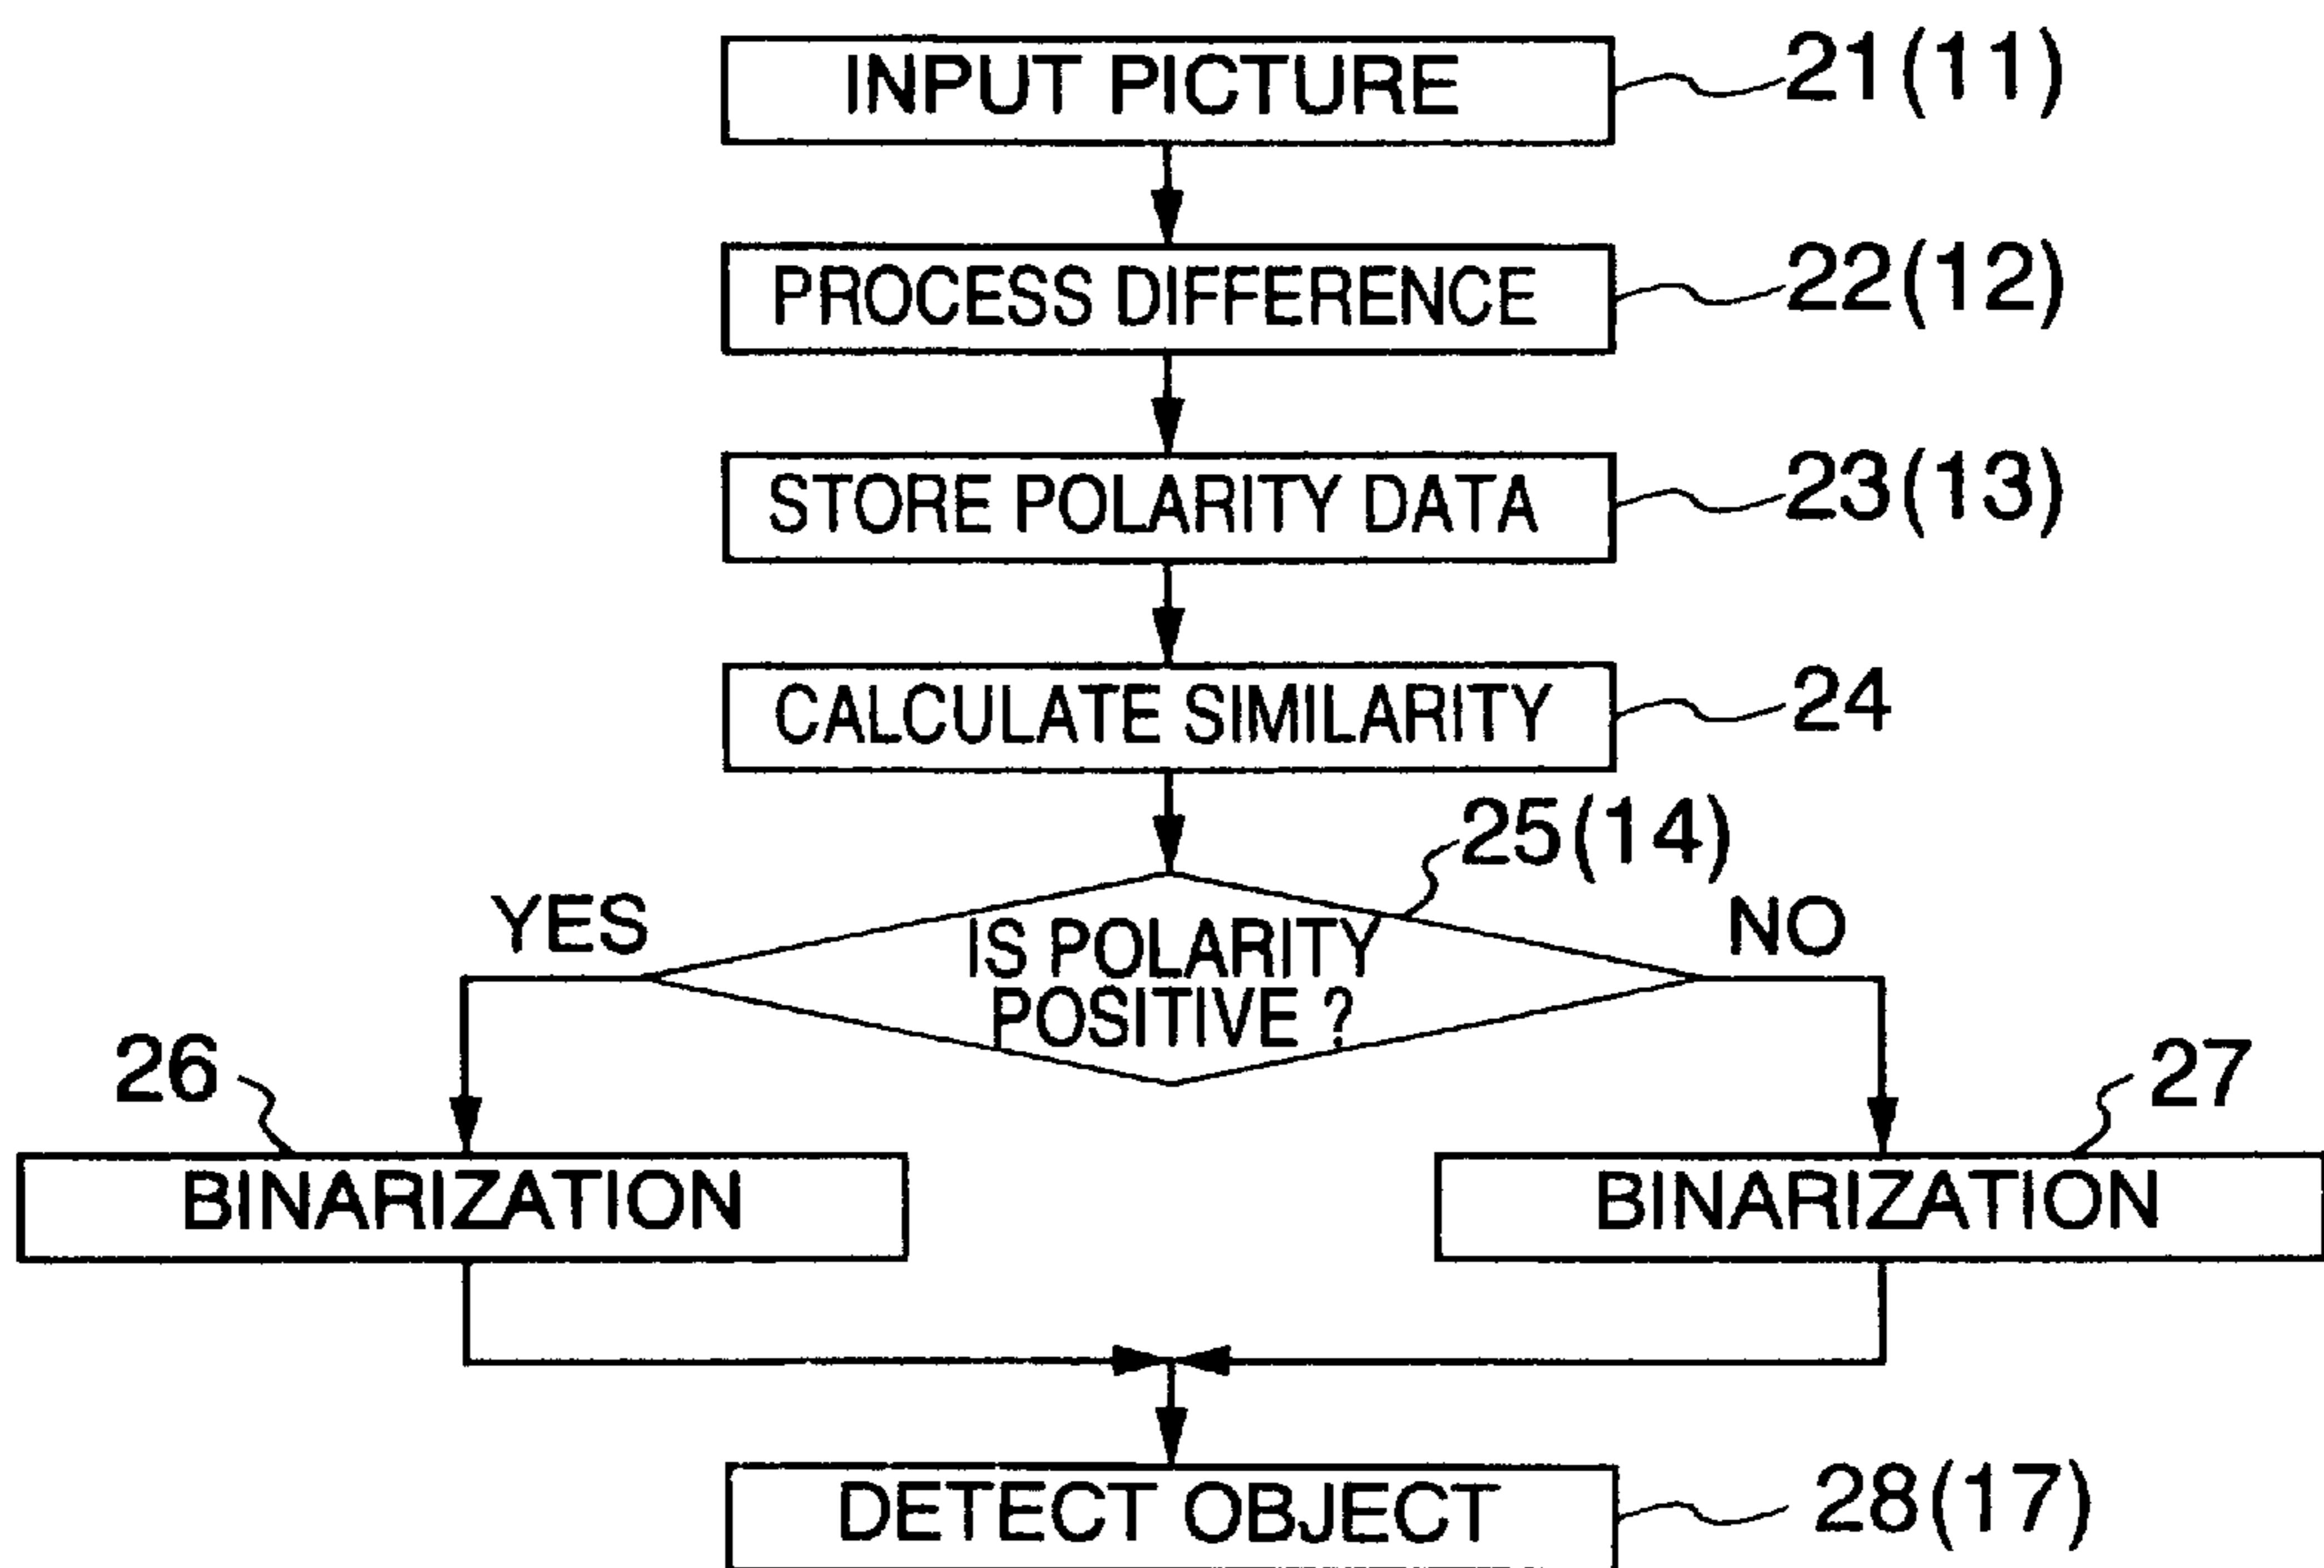 INPUT PICTURE
21(11)
PROCESS DIFFERENCE
22(12)
STORE POLARITY DATA
23(13)
CALCULATE SIMILARITY
24
25(14)
YES
NO
IS POLARITY
POSITIVE ?
26
27
BINARIZATION
BINARIZATION
DETECT OBJECT
28(17)